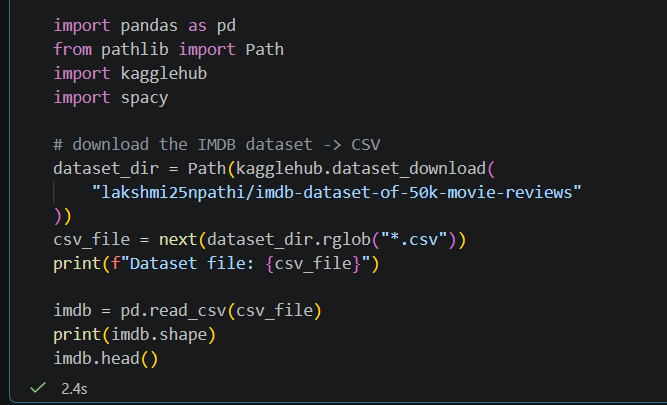 import pandas as pd
from pathlib import Path
import kagglehub
import spacy
# download the IMDB dataset -> CSV
dataset_dir = Path(kagglehub.dataset_download(
    "lakshmi25npathi/imdb-dataset-of-50k-movie-reviews"
))
csv_file = next(dataset_dir.rglob("*.csv"))
print(f"Dataset file: {csv_file}")
imdb = pd.read_csv(csv_file)
print(imdb.shape)
imdb.head()
2.4s